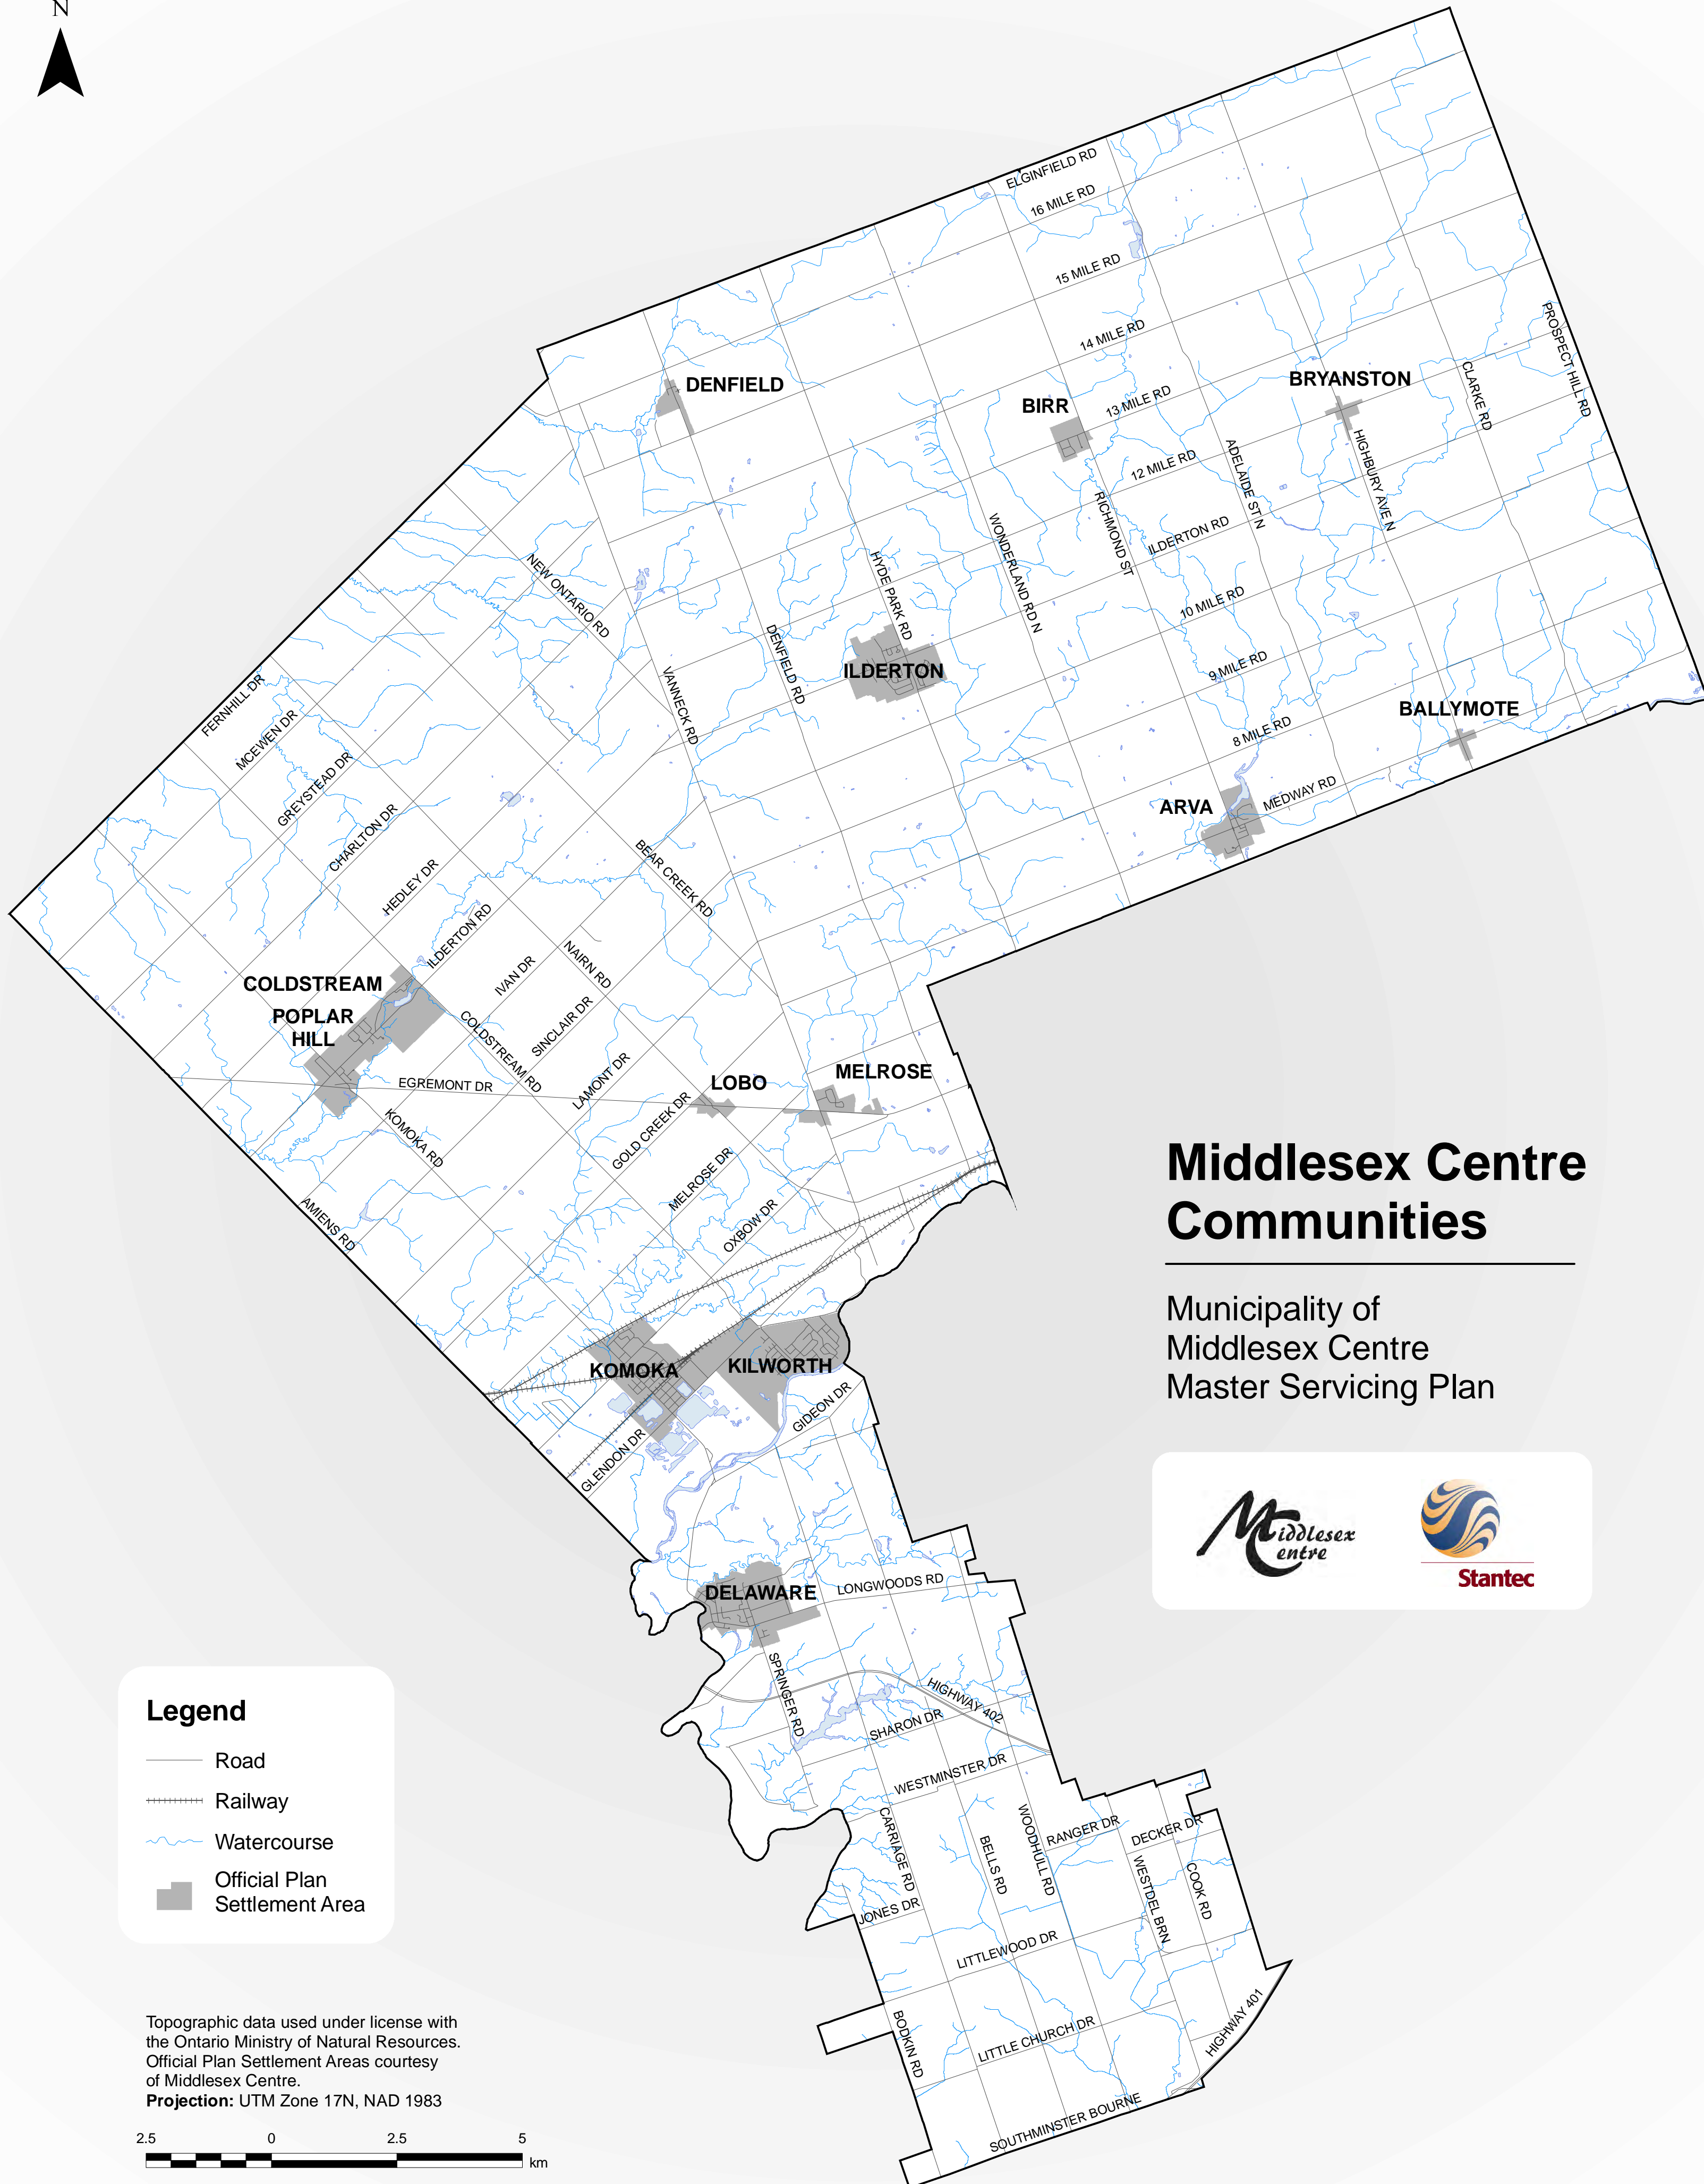 N
ELGINFIELD RD
16 MILE RD
15 MILE RD
14 MILE RD
PROSPECT HILL RD
DENFIELD
BRYANSTON
CLARKE RD
BIRR
13 MILE RD
12 MILE RD
ADELAIDE ST N
HIGHBURY AVE N
RICHMOND ST
ILDERTON RD
WONDERLAND RD N
HYDE PARK RD
NEW ONTARIO RD
10 MILE RD
DENFIELD RD
9 MILE RD
ILDERTON
VANNECK RD
FERNHILL DR
MCEWEN DR
GREYSTEAD DR
BALLYMOTE
8 MILE RD
MEDWAY RD
ARVA
CHARLTON DR
HEDLEY DR
BEAR CREEK RD
ILDERTON RD
IVAN DR
NAIRN RD
COLDSTREAM
POPLAR
HILL
SINCLAIR DR
COLDSTREAM RD
LAMONT DR
EGREMONT DR
LOBO
MELROSE
KOMOKA RD
GOLD CREEK DR
MELROSE DR
OXBOW DR
AMIENS RD
Middlesex Centre
Communities
Municipality of
Middlesex Centre
Master Servicing Plan
KOMOKA
KILWORTH
GIDEON DR
GLENDON DR
Middlesex
Centre
Stantec
DELAWARE
LONGWOODS RD
SPRINGER RD
HIGHWAY 402
SHARON DR
WESTMINSTER DR
CARRIAGE RD
BELLS RD
WOODHULL RD
RANGER DR
DECKER DR
WESTDEL BRN
COOK RD
JONES DR
LITTLEWOOD DR
BODKIN RD
LITTLE CHURCH DR
HIGHWAY 401
SOUTHMINSTER BOURNE
Legend
Road
Railway
Watercourse
Official Plan
Settlement Area
Topographic data used under license with
the Ontario Ministry of Natural Resources.
Official Plan Settlement Areas courtesy
of Middlesex Centre.
Projection: UTM Zone 17N, NAD 1983
2.5 0 2.5 5
km